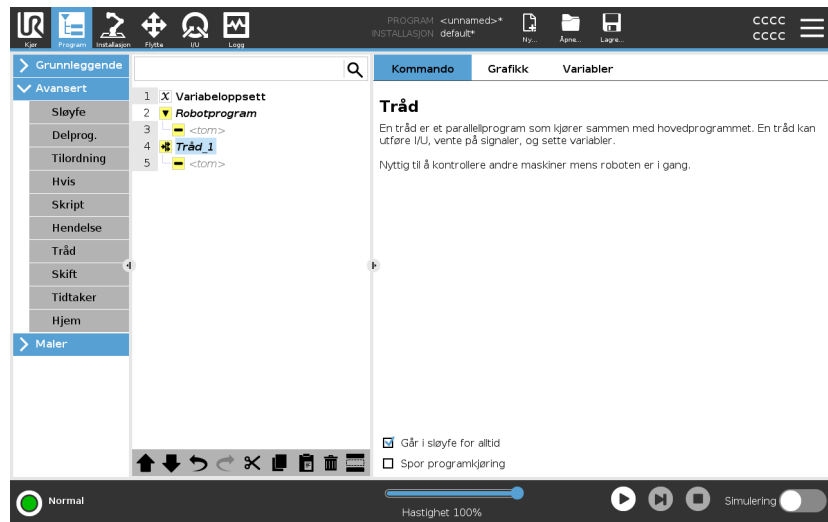 PROGRAM <unnamed>*
INSTALLASJON default*
CCCC
CCCC
UR
Kjør Program Installasjon Flytte I/U Logg Ny... Åpne... Lagre...
Grunnleggende
Avansert
Sløyfe
Delprog.
Tilordning
Hvis
Skript
Hendelse
Tråd
Skift
Tidtaker
Hjem
Maler
1 X Variabeloppsett
2 Robotprogram
3 <tom>
4 Tråd_1
5 <tom>
Kommando Grafikk Variabler
Tråd
En tråd er et parallellprogram som kjører sammen med hovedprogrammet. En tråd kan
utføre I/U, vente på signaler, og sette variabler.
Nyttig til å kontrollere andre maskiner mens roboten er i gang.
Går i sløyfe for alltid
Spor programkjøring
Normal
Hastighet 100%
Simulering